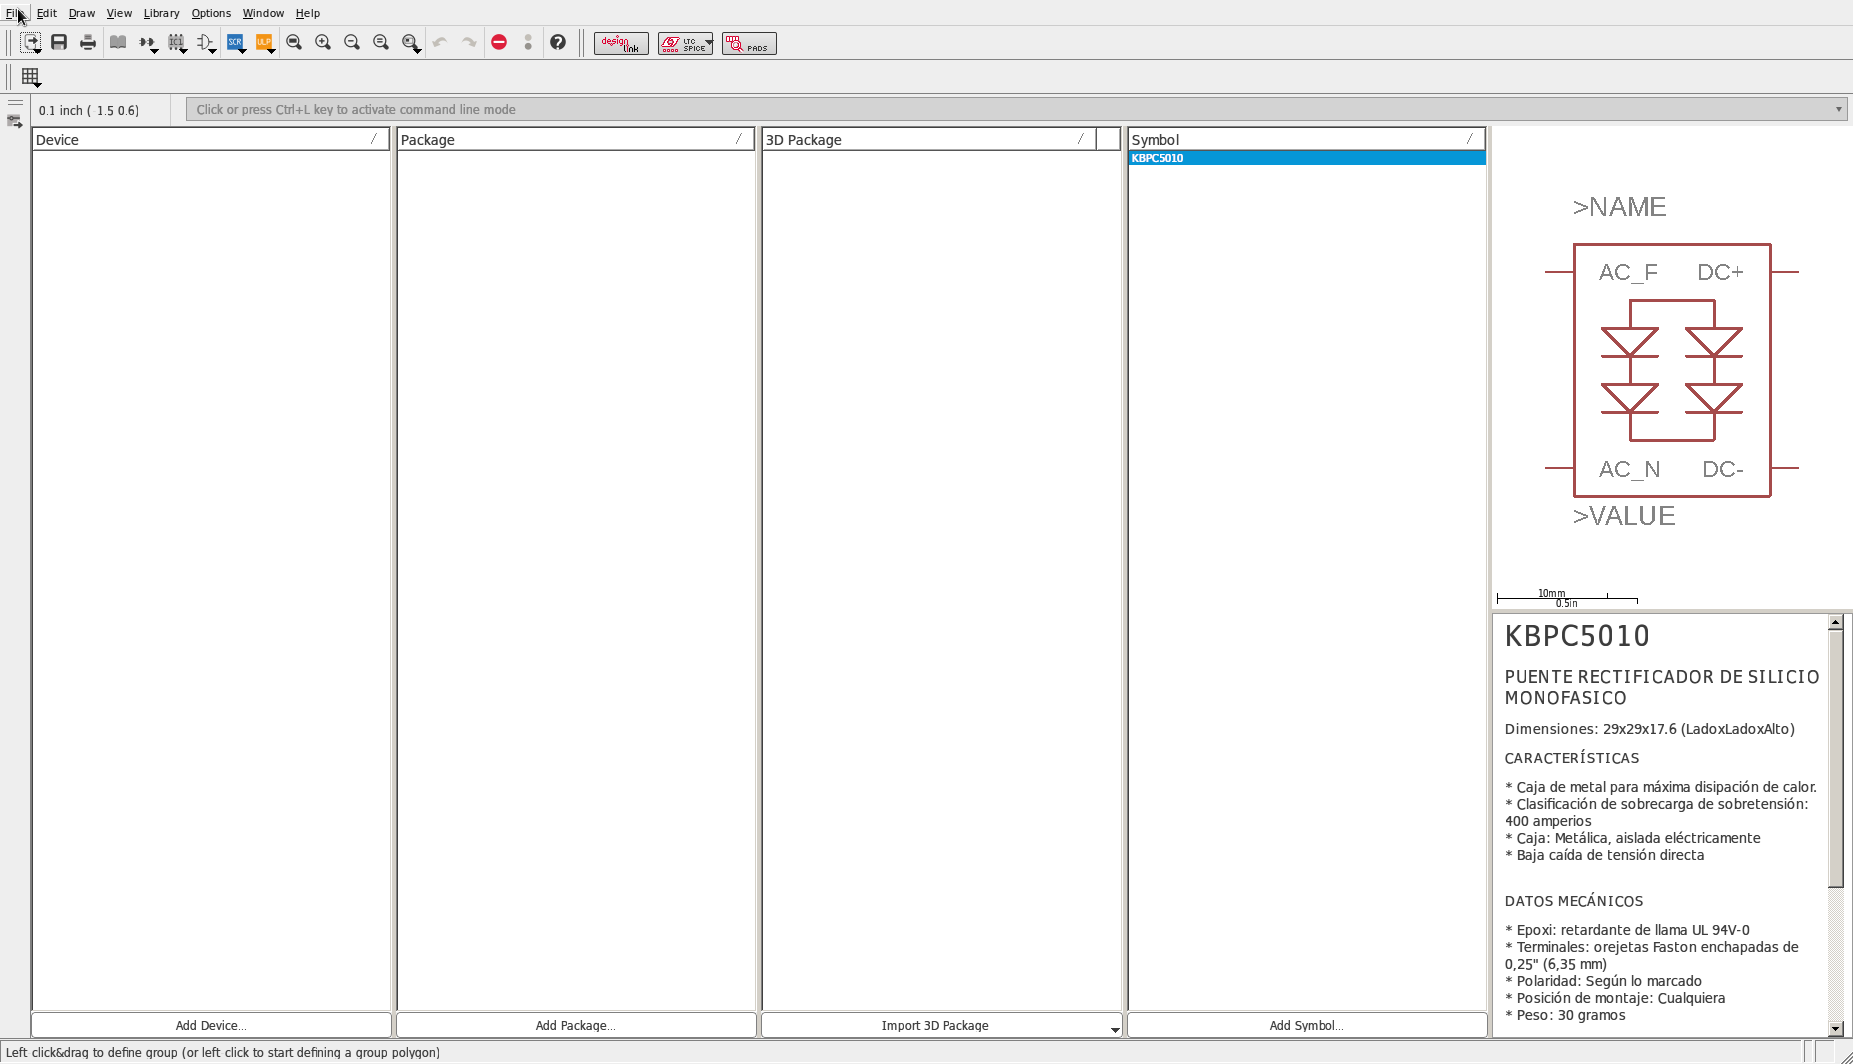 File Edit Draw View Library Options Window Help
SCR ULP design link LTC SPICE PADS
0.1 inch (  1.5 0.6) Click or press Ctrl+L key to activate command line mode
Device Package 3D Package Symbol
KBPC5010
>NAME
AC_F DC+
AC_N DC-
>VALUE
10mm
0.5in
KBPC5010
PUENTE RECTIFICADOR DE SILICIO
MONOFASICO
Dimensiones: 29x29x17.6 (LadoxLadoxAlto)
CARACTERÍSTICAS
* Caja de metal para máxima disipación de calor.
* Clasificación de sobrecarga de sobretensión:
400 amperios
* Caja: Metálica, aislada eléctricamente
* Baja caída de tensión directa
DATOS MECÁNICOS
* Epoxi: retardante de llama UL 94V-0
* Terminales: orejetas Faston enchapadas de
0,25" (6,35 mm)
* Polaridad: Según lo marcado
* Posición de montaje: Cualquiera
* Peso: 30 gramos
Add Device... Add Package... Import 3D Package Add Symbol...
Left click&drag to define group (or left click to start defining a group polygon)